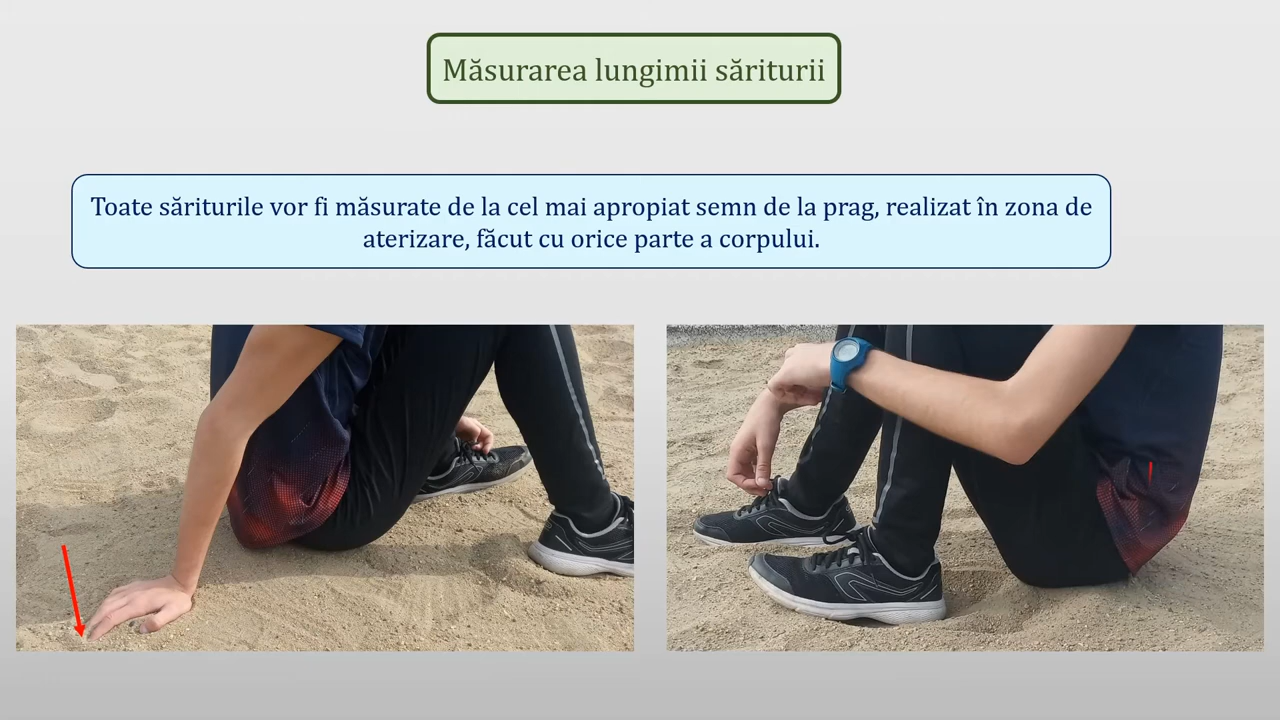 Măsurarea lungimii săriturii
Toate săriturile vor fi măsurate de la cel mai apropiat semn de la prag, realizat în zona de
aterizare, făcut cu orice parte a corpului.